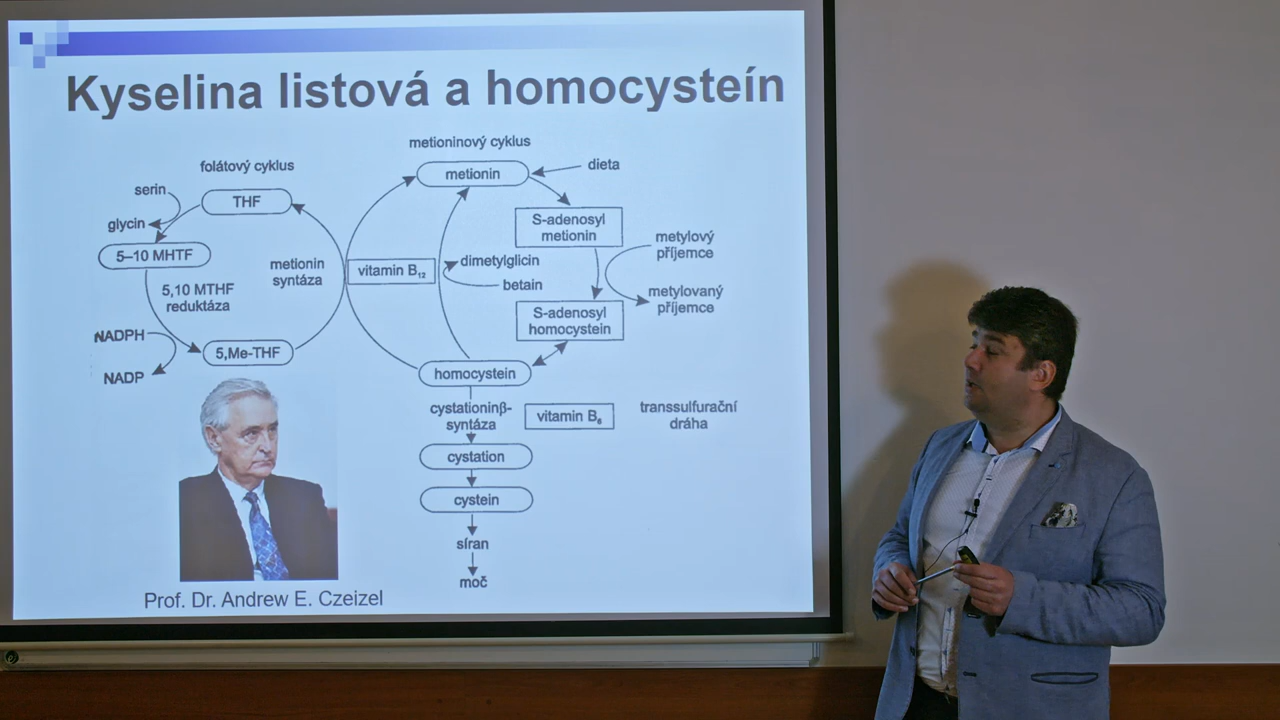 Kyselina listová a homocysteín
metioninový cyklus
folátový cyklus
metionin
dieta
serin
THF
glycin
S-adenosyl
metionin
metylový
příjemce
5–10 MHTF
metionin
syntáza
vitamin B₁₂
dimetylglicin
betain
5,10 MTHF
reduktáza
metylovaný
příjemce
S-adenosyl
homocystein
NADPH
5,Me-THF
NADP
homocystein
cystationinβ-
syntáza
vitamin B₆
transsulfurační
dráha
cystation
cystein
síran
moč
Prof. Dr. Andrew E. Czeizel